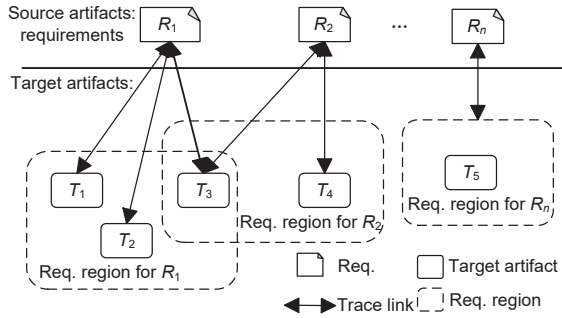 Source artifacts:
requirements
R1
R2
...
Rn
Target artifacts:
T1
T2
T3
T4
T5
Req. region for R1
Req. region for R2
Req. region for Rn
Req.
Target artifact
Trace link
Req. region